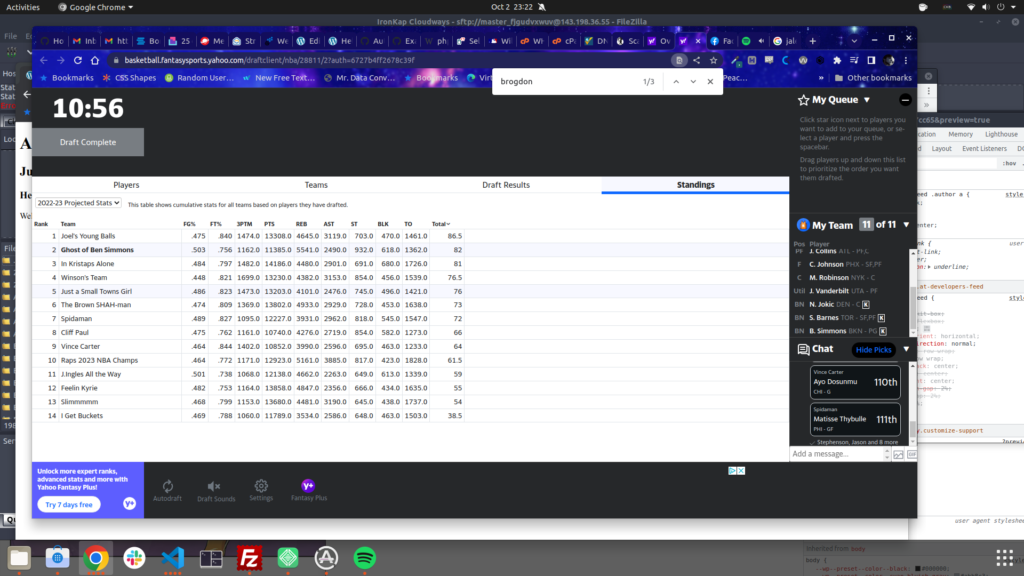 Activities
Google Chrome
Oct 2 23:22
IronKap Cloudways - sftp://master_fjgudvxwuv@143.198.36.55 - FileZilla
basketball.fantasysports.yahoo.com/draftclient/nba/28811/2?auth=6727b4ff2678c39f
Bookmarks
CSS Shapes
Random User...
New Free Text...
Mr. Data Conv...
Bookmarks
Other bookmarks
brogdon
1/3
10:56
Draft Complete
Players
Teams
Draft Results
Standings
2022-23 Projected Stats
This table shows cumulative stats for all teams based on players they have drafted.
Rank Team FG% FT% 3PTM PTS REB AST ST BLK TO Total
1 Joel's Young Balls .475 .840 1474.0 13308.0 4645.0 3119.0 703.0 470.0 1461.0 86.5
2 Ghost of Ben Simmons .503 .756 1162.0 11385.0 5541.0 2490.0 932.0 618.0 1362.0 82
3 In Kristaps Alone .484 .797 1482.0 14186.0 4480.0 2901.0 691.0 680.0 1726.0 81
4 Winson's Team .448 .821 1699.0 13230.0 4382.0 3153.0 854.0 456.0 1539.0 76.5
5 Just a Small Towns Girl .486 .823 1473.0 13203.0 4101.0 2476.0 745.0 496.0 1421.0 76
6 The Brown SHAH-man .474 .809 1369.0 13802.0 4933.0 2929.0 728.0 453.0 1638.0 73
7 Spidaman .489 .827 1095.0 12227.0 3931.0 2962.0 818.0 545.0 1547.0 72
8 Cliff Paul .475 .762 1161.0 10740.0 4276.0 2719.0 854.0 582.0 1273.0 66
9 Vince Carter .464 .844 1402.0 10852.0 3990.0 2596.0 695.0 463.0 1233.0 64
10 Raps 2023 NBA Champs .464 .772 1171.0 12923.0 5161.0 3885.0 817.0 423.0 1828.0 61.5
11 J.Ingles All the Way .501 .738 1068.0 12138.0 4662.0 2263.0 649.0 613.0 1339.0 59
12 Feelin Kyrie .482 .753 1164.0 13858.0 4847.0 2356.0 666.0 434.0 1635.0 55
13 Slimmmmm .468 .799 1153.0 13680.0 4481.0 3190.0 645.0 438.0 1737.0 54
14 I Get Buckets .469 .788 1060.0 11789.0 3534.0 2586.0 648.0 463.0 1503.0 38.5
My Queue
Click star icon next to players you
want to add to your queue, or se-
lect a player and press the
spacebar.
Drag players up and down this list
to prioritize the order you want
them drafted.
My Team 11 of 11
Pos Player
PF J. Collins ATL - PF,C
F C. Johnson PHX - SF,PF
C M. Robinson NYK - C
Util J. Vanderbilt UTA - PF
BN N. Jokic DEN - C K
BN S. Barnes TOR - SF,PF K
BN B. Simmons BKN - PG K
Chat
Hide Picks
Vince Carter
Ayo Dosunmu 110th
CHI - G
Spidaman
Matisse Thybulle 111th
PHI - GF
Stephenson, Jason and 8 more
Add a message...
Unlock more expert ranks,
advanced stats and more with
Yahoo Fantasy Plus!
Try 7 days free
Autodraft
Draft Sounds
Settings
Fantasy Plus
Memory
Lighthouse
Layout
Event Listeners
:hov
user agent styleshe
Inherited from body
body {